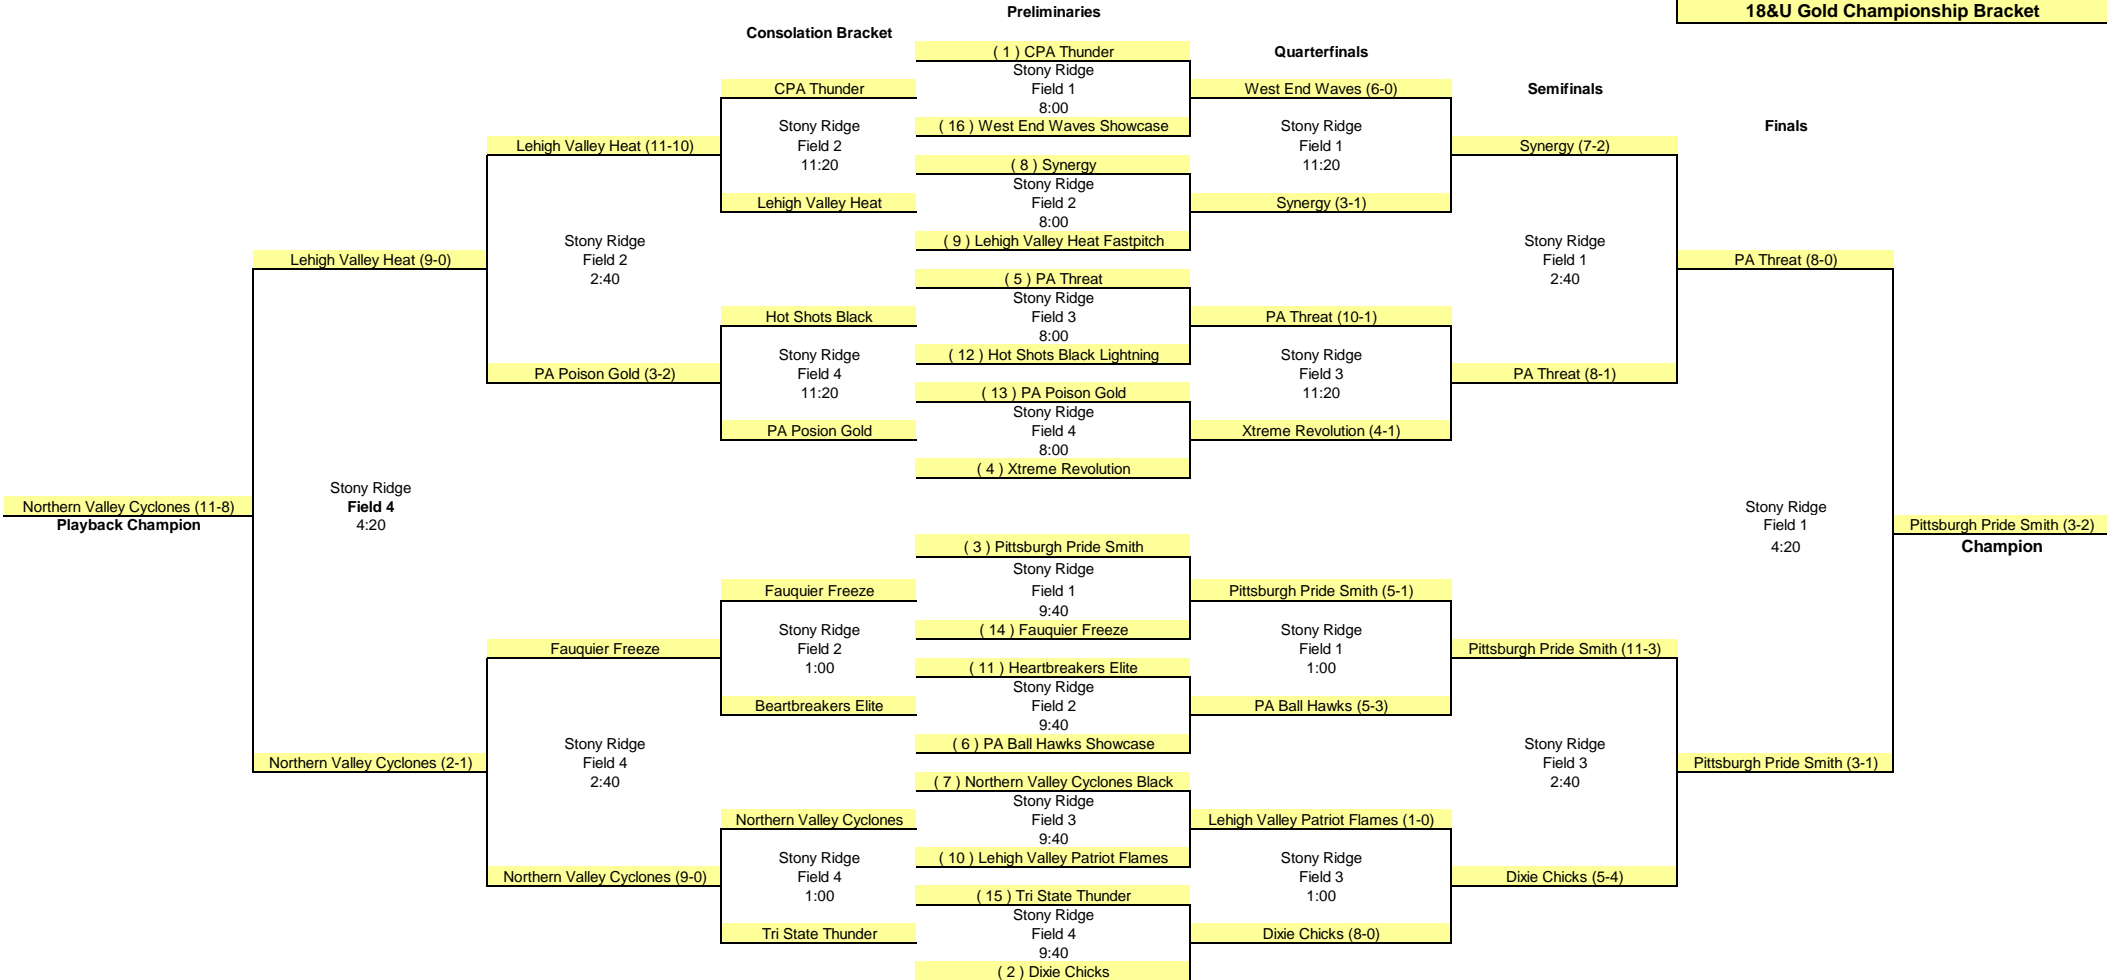 Preliminaries
18&U Gold Championship Bracket
Consolation Bracket
( 1 ) CPA Thunder
Quarterfinals
Stony Ridge
CPA Thunder
Field 1
West End Waves (6-0)
Semifinals
8:00
Stony Ridge
( 16 ) West End Waves Showcase
Stony Ridge
Finals
Lehigh Valley Heat (11-10)
Field 2
Field 1
Synergy (7-2)
11:20
( 8 ) Synergy
11:20
Stony Ridge
Lehigh Valley Heat
Field 2
Synergy (3-1)
8:00
Stony Ridge
( 9 ) Lehigh Valley Heat Fastpitch
Stony Ridge
Lehigh Valley Heat (9-0)
Field 2
Field 1
PA Threat (8-0)
2:40
( 5 ) PA Threat
2:40
Stony Ridge
Hot Shots Black
Field 3
PA Threat (10-1)
8:00
Stony Ridge
( 12 ) Hot Shots Black Lightning
Stony Ridge
PA Poison Gold (3-2)
Field 4
Field 3
PA Threat (8-1)
11:20
( 13 ) PA Poison Gold
11:20
Stony Ridge
PA Posion Gold
Field 4
Xtreme Revolution (4-1)
8:00
( 4 ) Xtreme Revolution
Stony Ridge
Northern Valley Cyclones (11-8)
Field 4
Stony Ridge
Playback Champion
4:20
Field 1
Pittsburgh Pride Smith (3-2)
( 3 ) Pittsburgh Pride Smith
4:20
Champion
Stony Ridge
Fauquier Freeze
Field 1
Pittsburgh Pride Smith (5-1)
9:40
Stony Ridge
( 14 ) Fauquier Freeze
Stony Ridge
Fauquier Freeze
Field 2
Field 1
Pittsburgh Pride Smith (11-3)
1:00
( 11 ) Heartbreakers Elite
1:00
Stony Ridge
Beartbreakers Elite
Field 2
PA Ball Hawks (5-3)
9:40
Stony Ridge
( 6 ) PA Ball Hawks Showcase
Stony Ridge
Northern Valley Cyclones (2-1)
Field 4
Field 3
Pittsburgh Pride Smith (3-1)
2:40
( 7 ) Northern Valley Cyclones Black
2:40
Stony Ridge
Northern Valley Cyclones
Field 3
Lehigh Valley Patriot Flames (1-0)
9:40
Stony Ridge
( 10 ) Lehigh Valley Patriot Flames
Stony Ridge
Northern Valley Cyclones (9-0)
Field 4
Field 3
Dixie Chicks (5-4)
1:00
( 15 ) Tri State Thunder
1:00
Stony Ridge
Tri State Thunder
Field 4
Dixie Chicks (8-0)
9:40
( 2 ) Dixie Chicks